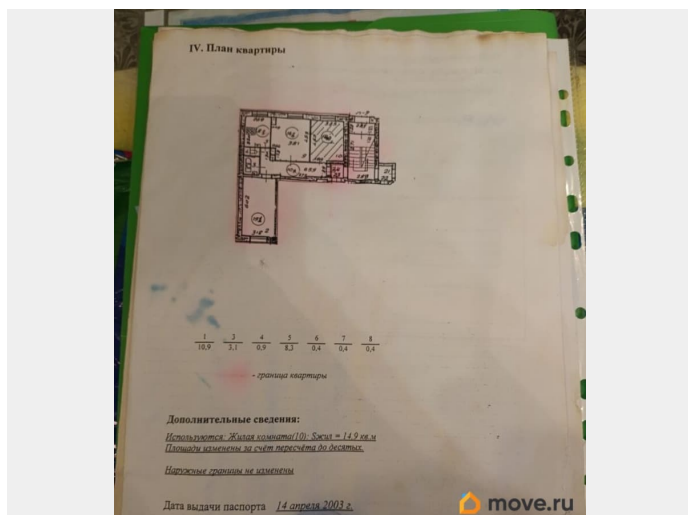 IV. План квартиры
1 3 4 5 6 7 8
10,9 3,1 0,9 8,3 0,4 0,4 0,4
- граница квартиры
Дополнительные сведения:
Используются: Жилая комната(10): Sжил = 14.9 кв.м
Площади изменены за счёт пересчёта до десятых.
Наружные границы не изменены
Дата выдачи паспорта 14 апреля 2003 г.
move.ru